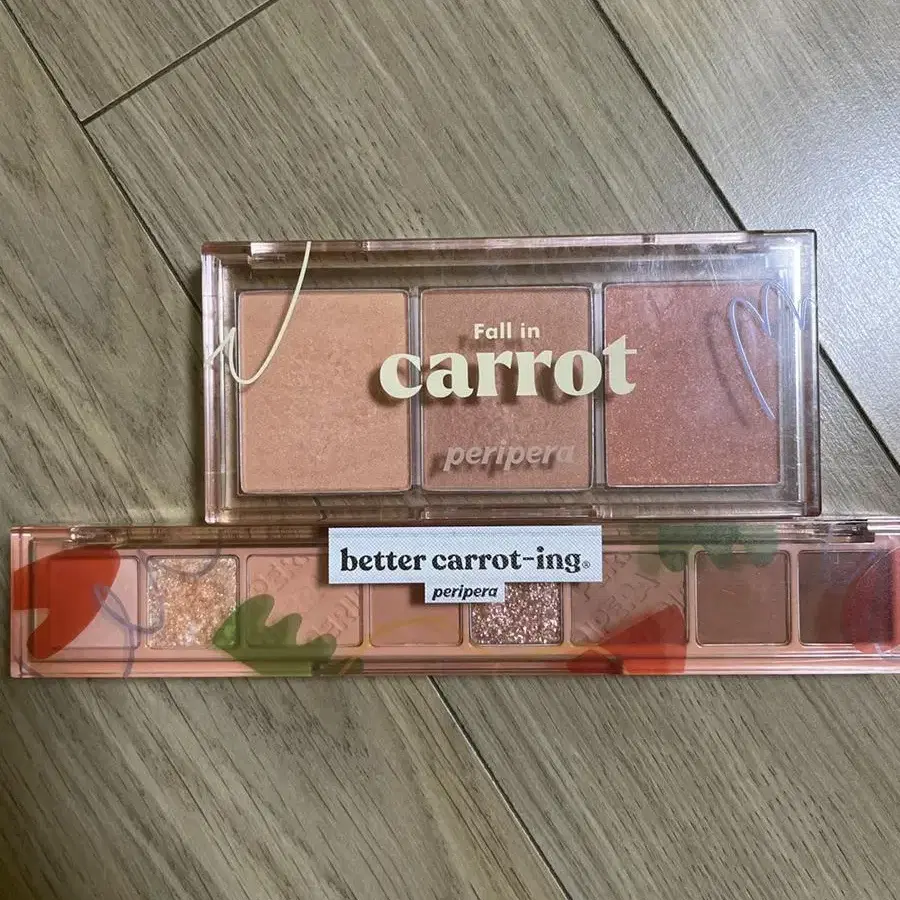 Fall in
carrot
peripera
better carrot-ing®
peripera